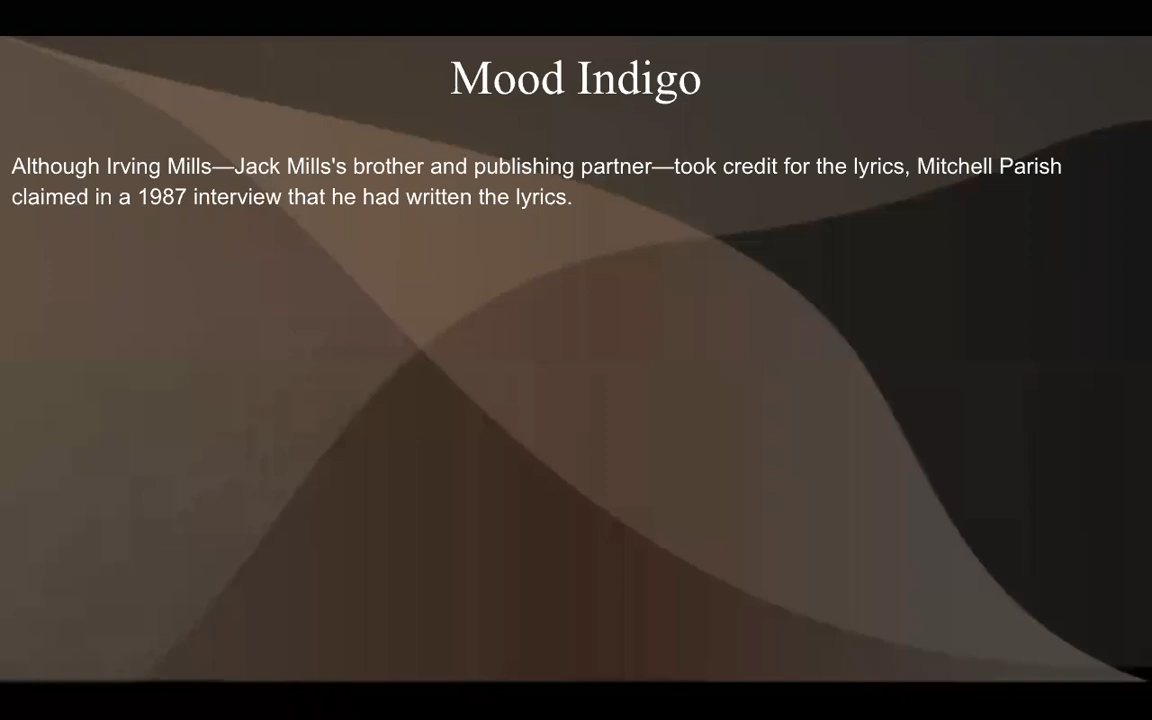 Mood Indigo
Although Irving Mills—Jack Mills's brother and publishing partner—took credit for the lyrics, Mitchell Parish
claimed in a 1987 interview that he had written the lyrics.